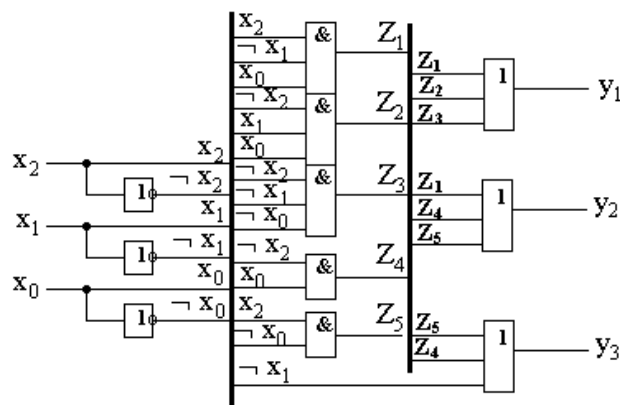 x₂ & Z₁
¬ x₁ Z₁ 1
x₀ Z₂ y₁
¬ x₂ & Z₂ Z₃
x₁
x₂ x₂ x₀
¬ x₂ & Z₃
1 ¬ x₂ ¬ x₁ Z₁ 1
x₁ x₁ ¬ x₀ Z₄ y₂
1 ¬ x₁ ¬ x₂ & Z₄ Z₅
x₀ x₀ x₀
1 ¬ x₀ x₂ & Z₅ Z₅ 1
¬ x₀ Z₄ y₃
¬ x₁